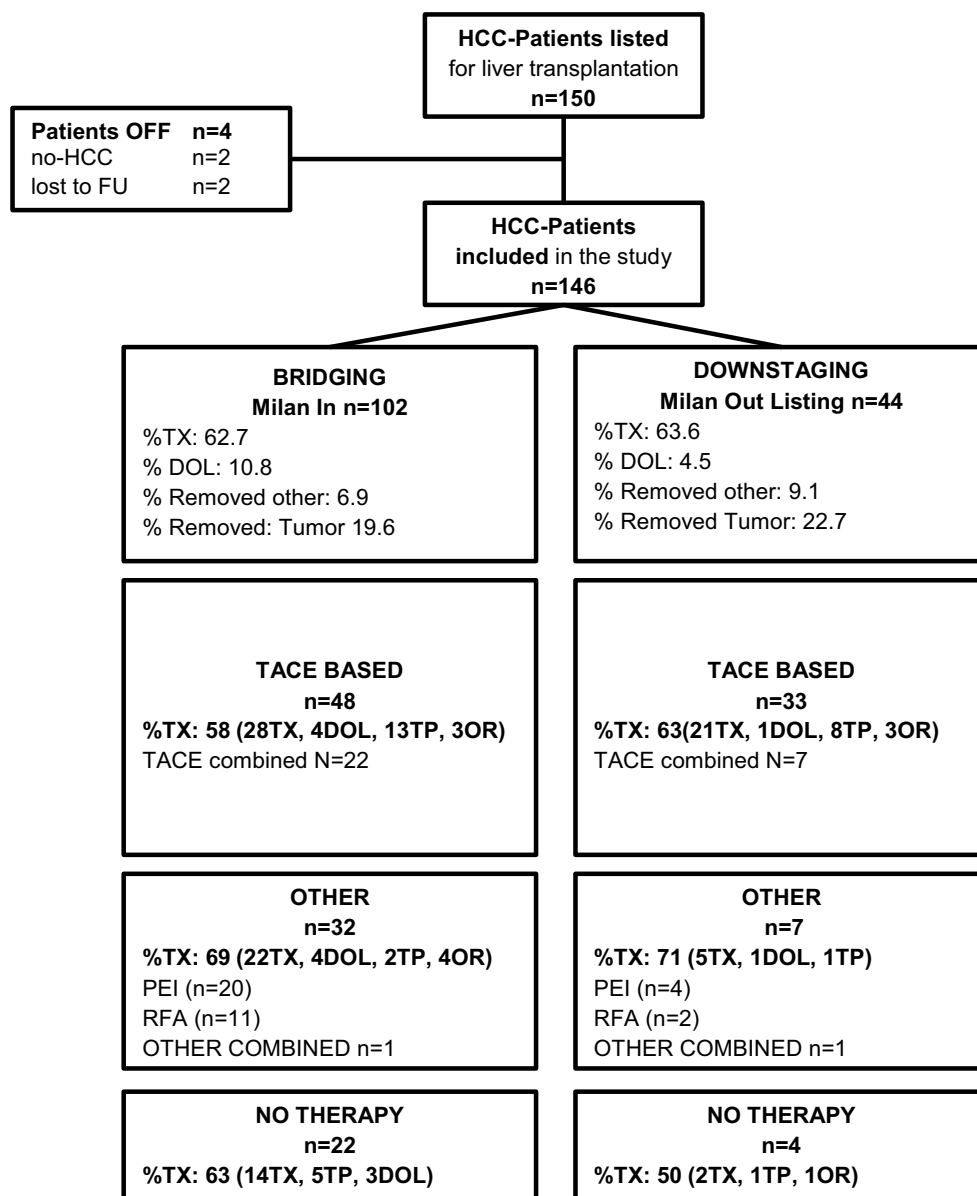 HCC-Patients listed
for liver transplantation
n=150
Patients OFF n=4
no-HCC n=2
lost to FU n=2
HCC-Patients
included in the study
n=146
BRIDGING
Milan In n=102
%TX: 62.7
% DOL: 10.8
% Removed other: 6.9
% Removed: Tumor 19.6
DOWNSTAGING
Milan Out Listing n=44
%TX: 63.6
% DOL: 4.5
% Removed other: 9.1
% Removed Tumor: 22.7
TACE BASED
n=48
%TX: 58 (28TX, 4DOL, 13TP, 3OR)
TACE combined N=22
TACE BASED
n=33
%TX: 63(21TX, 1DOL, 8TP, 3OR)
TACE combined N=7
OTHER
n=32
%TX: 69 (22TX, 4DOL, 2TP, 4OR)
PEI (n=20)
RFA (n=11)
OTHER COMBINED n=1
OTHER
n=7
%TX: 71 (5TX, 1DOL, 1TP)
PEI (n=4)
RFA (n=2)
OTHER COMBINED n=1
NO THERAPY
n=22
%TX: 63 (14TX, 5TP, 3DOL)
NO THERAPY
n=4
%TX: 50 (2TX, 1TP, 1OR)